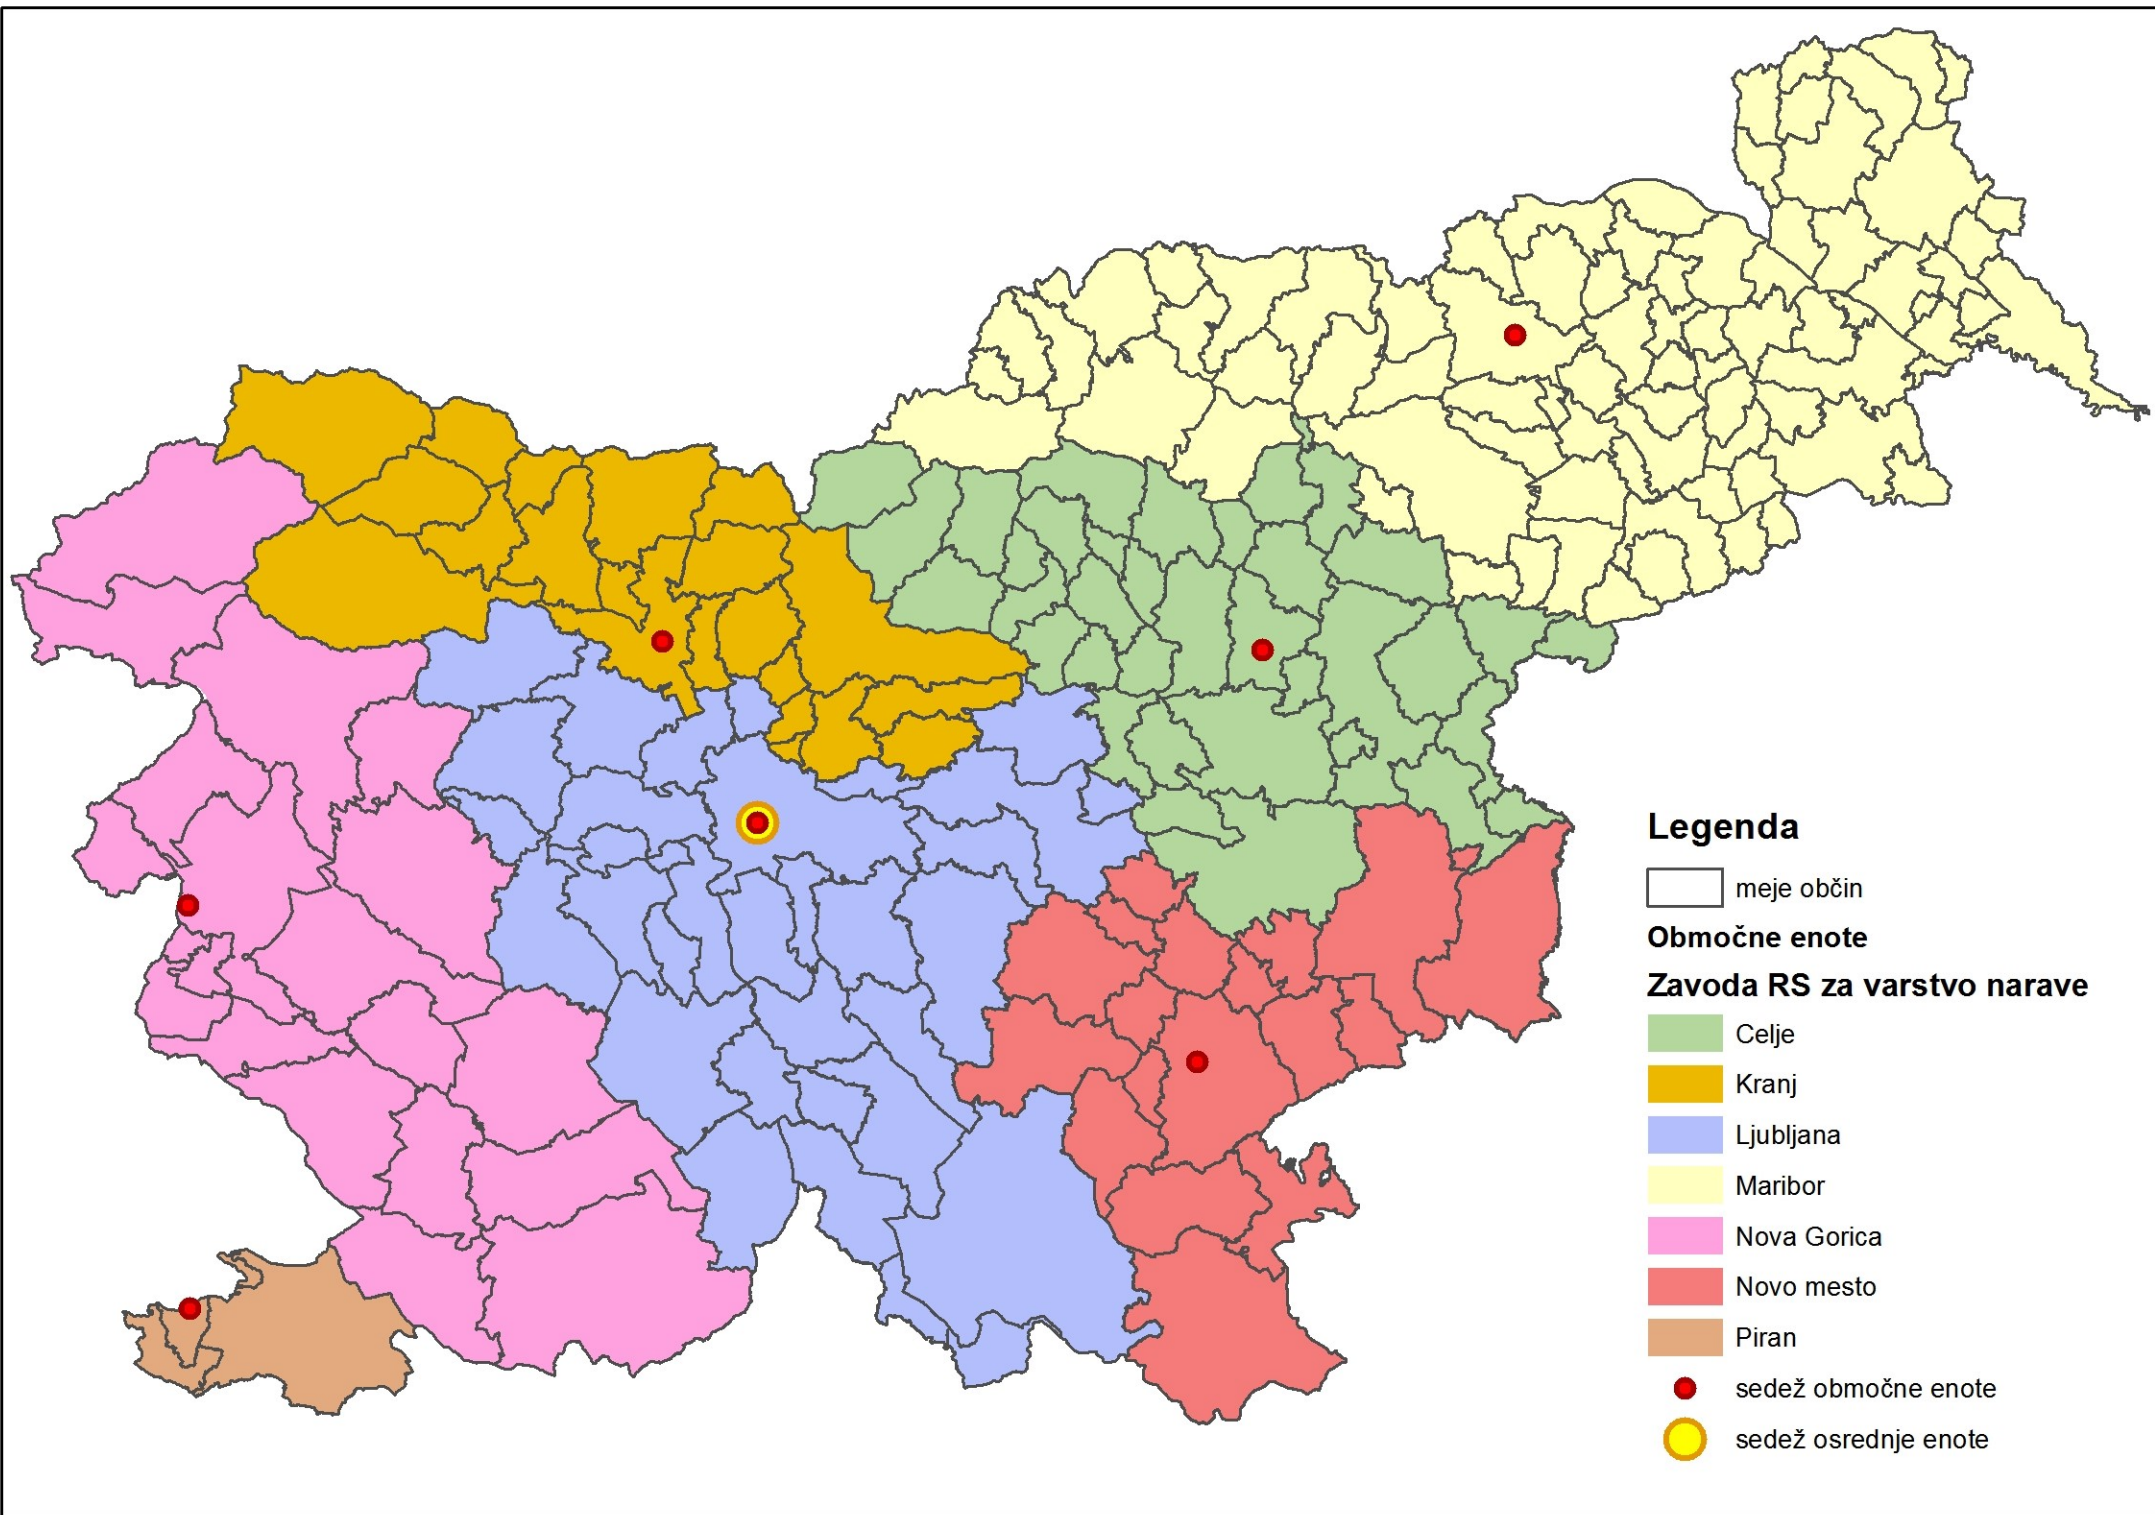 Legenda
meje občin
Območne enote
Zavoda RS za varstvo narave
Celje
Kranj
Ljubljana
Maribor
Nova Gorica
Novo mesto
Piran
sedež območne enote
sedež osrednje enote